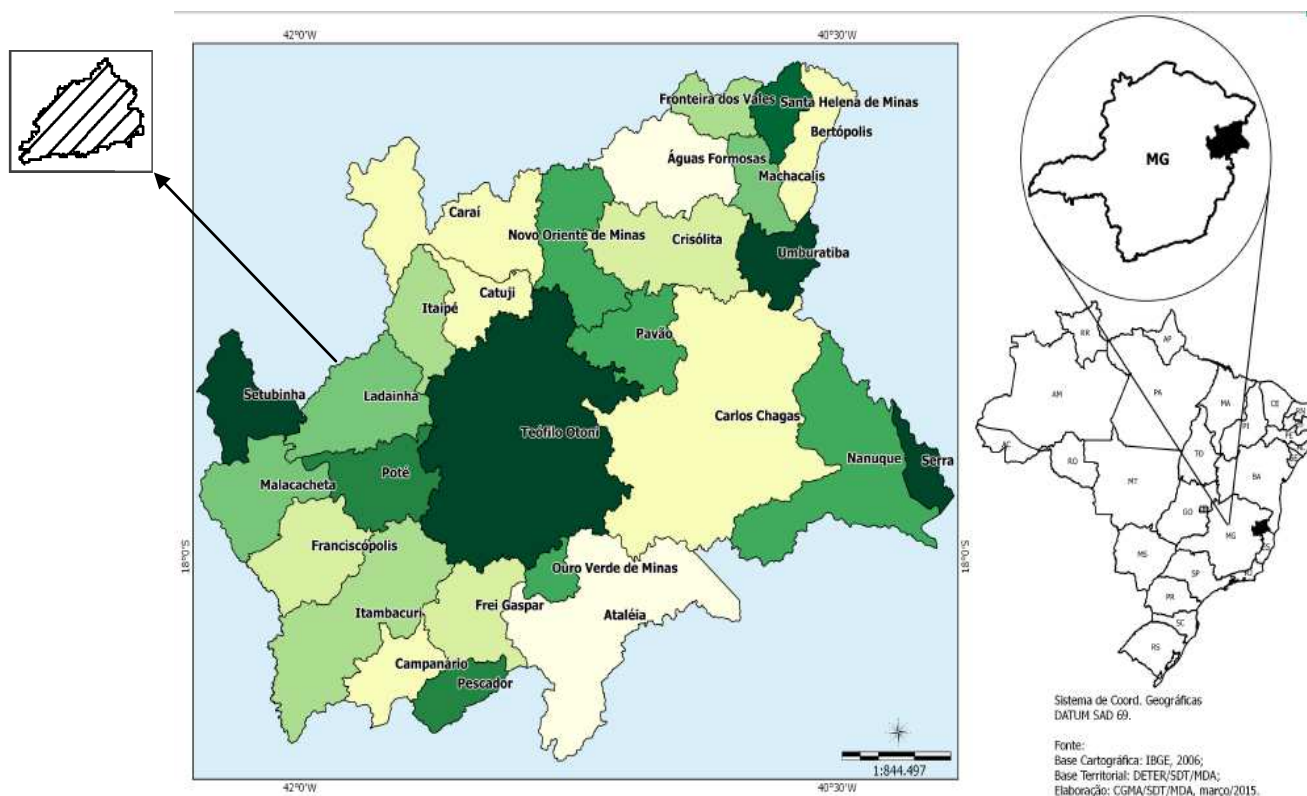 42°0'W
40°30'W
Fronteira dos Vales
Santa Helena de Minas
Bertópolis
Águas Formosas
Machacalis
Caraí
Novo Oriente de Minas
Crisólita
Umburatiba
Itaipé
Catuji
Pavão
Setubinha
Ladainha
Carlos Chagas
Teófilo Otoni
Nanuque
Serra
Malacacheta
Poté
Franciscópolis
Ouro Verde de Minas
Itambacuri
Frei Gaspar
Ataléia
Campanário
Pescador
18°0'S
18°0'S
1:844.497
42°0'W
40°30'W
MG
RR
AP
AM
PA
MA
CE
PI
AC
RO
TO
BA
MT
GO
MG
ES
MS
SP
PR
SC
RS
Sistema de Coord. Geográficas
DATUM SAD 69.
Fonte:
Base Cartográfica: IBGE, 2006;
Base Territorial: DETER/SDT/MDA;
Elaboração: CGMA/SDT/MDA, março/2015.